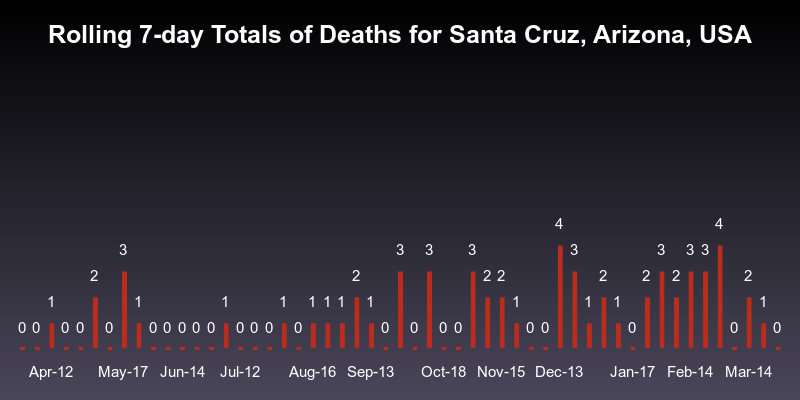 Rolling 7-day Totals of Deaths for Santa Cruz, Arizona, USA
4 4
3 3 3 3 3 3 3 3
2 2 2 2 2 2 2 2
1 1 1 1 1 1 1 1 1 1 1 1
0 0 0 0 0 0 0 0 0 0 0 0 0 0 0 0 0 0 0 0 0 0 0
Apr-12 May-17 Jun-14 Jul-12 Aug-16 Sep-13 Oct-18 Nov-15 Dec-13 Jan-17 Feb-14 Mar-14